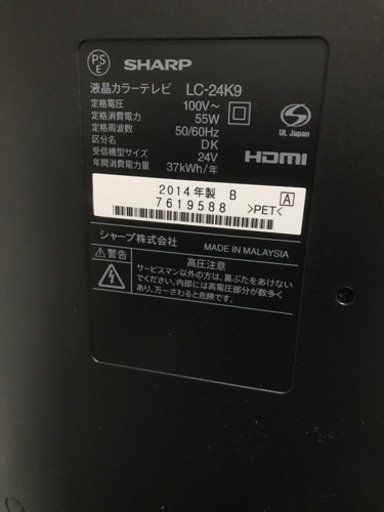 PS
E
SHARP
液晶カラーテレビ LC-24K9
定格電圧 100V～
定格消費電力 55W
定格周波数 50/60Hz
区分名 DK
受信機型サイズ 24V
年間消費電力量 37kWh/年
S
UL Japan
HDMI
2014年製 B
A
7619588
>PET<
シャープ株式会社
MADE IN MALAYSIA
警告
高圧注意
サービスマン以外の方は、裏ぶたをあけない
でください。内部には高電圧部分が数多く
あり、万一さわると危険です。